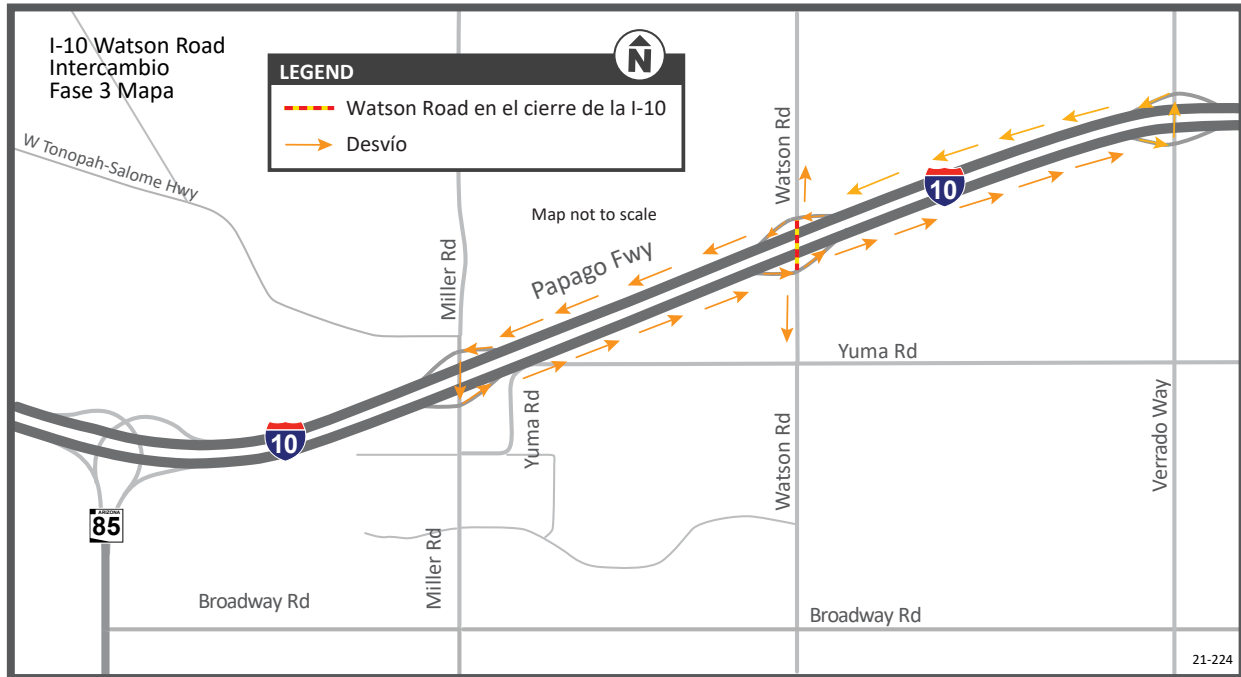 I-10 Watson Road
Intercambio
Fase 3 Mapa
N
LEGEND
Watson Road en el cierre de la I-10
Desvío
W Tonopah-Salome Hwy
Map not to scale
Miller Rd
Papago Fwy
Watson Rd
10
Yuma Rd
Yuma Rd
10
Watson Rd
Verrado Way
ARIZONA
85
Miller Rd
Broadway Rd
Broadway Rd
21-224